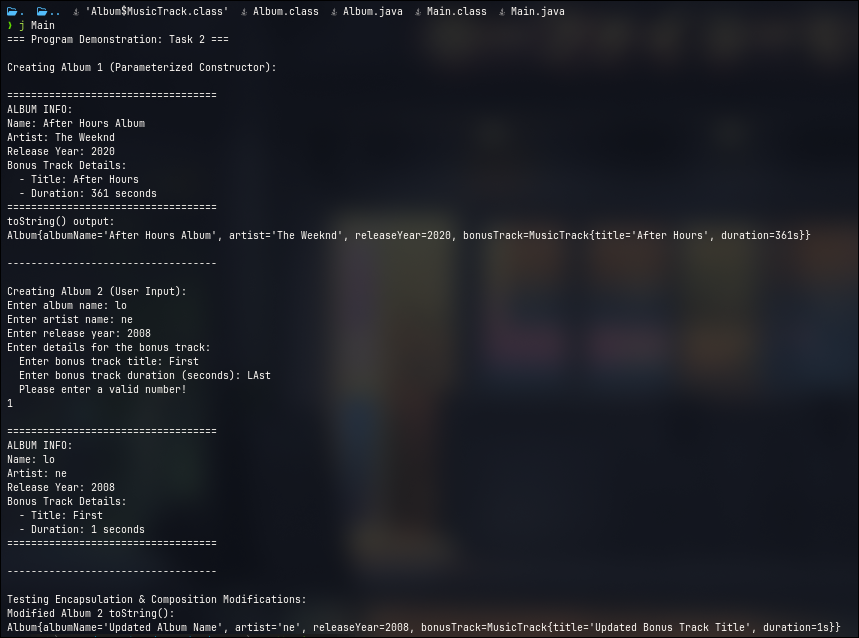 . .. 'Album$MusicTrack.class' Album.class Album.java Main.class Main.java
❯ j Main
=== Program Demonstration: Task 2 ===
Creating Album 1 (Parameterized Constructor):
===================================
ALBUM INFO:
Name: After Hours Album
Artist: The Weeknd
Release Year: 2020
Bonus Track Details:
- Title: After Hours
- Duration: 361 seconds
===================================
toString() output:
Album{albumName='After Hours Album', artist='The Weeknd', releaseYear=2020, bonusTrack=MusicTrack{title='After Hours', duration=361s}}
-----------------------------------
Creating Album 2 (User Input):
Enter album name: lo
Enter artist name: ne
Enter release year: 2008
Enter details for the bonus track:
Enter bonus track title: First
Enter bonus track duration (seconds): LAst
Please enter a valid number!
1
===================================
ALBUM INFO:
Name: lo
Artist: ne
Release Year: 2008
Bonus Track Details:
- Title: First
- Duration: 1 seconds
===================================
-----------------------------------
Testing Encapsulation & Composition Modifications:
Modified Album 2 toString():
Album{albumName='Updated Album Name', artist='ne', releaseYear=2008, bonusTrack=MusicTrack{title='Updated Bonus Track Title', duration=1s}}